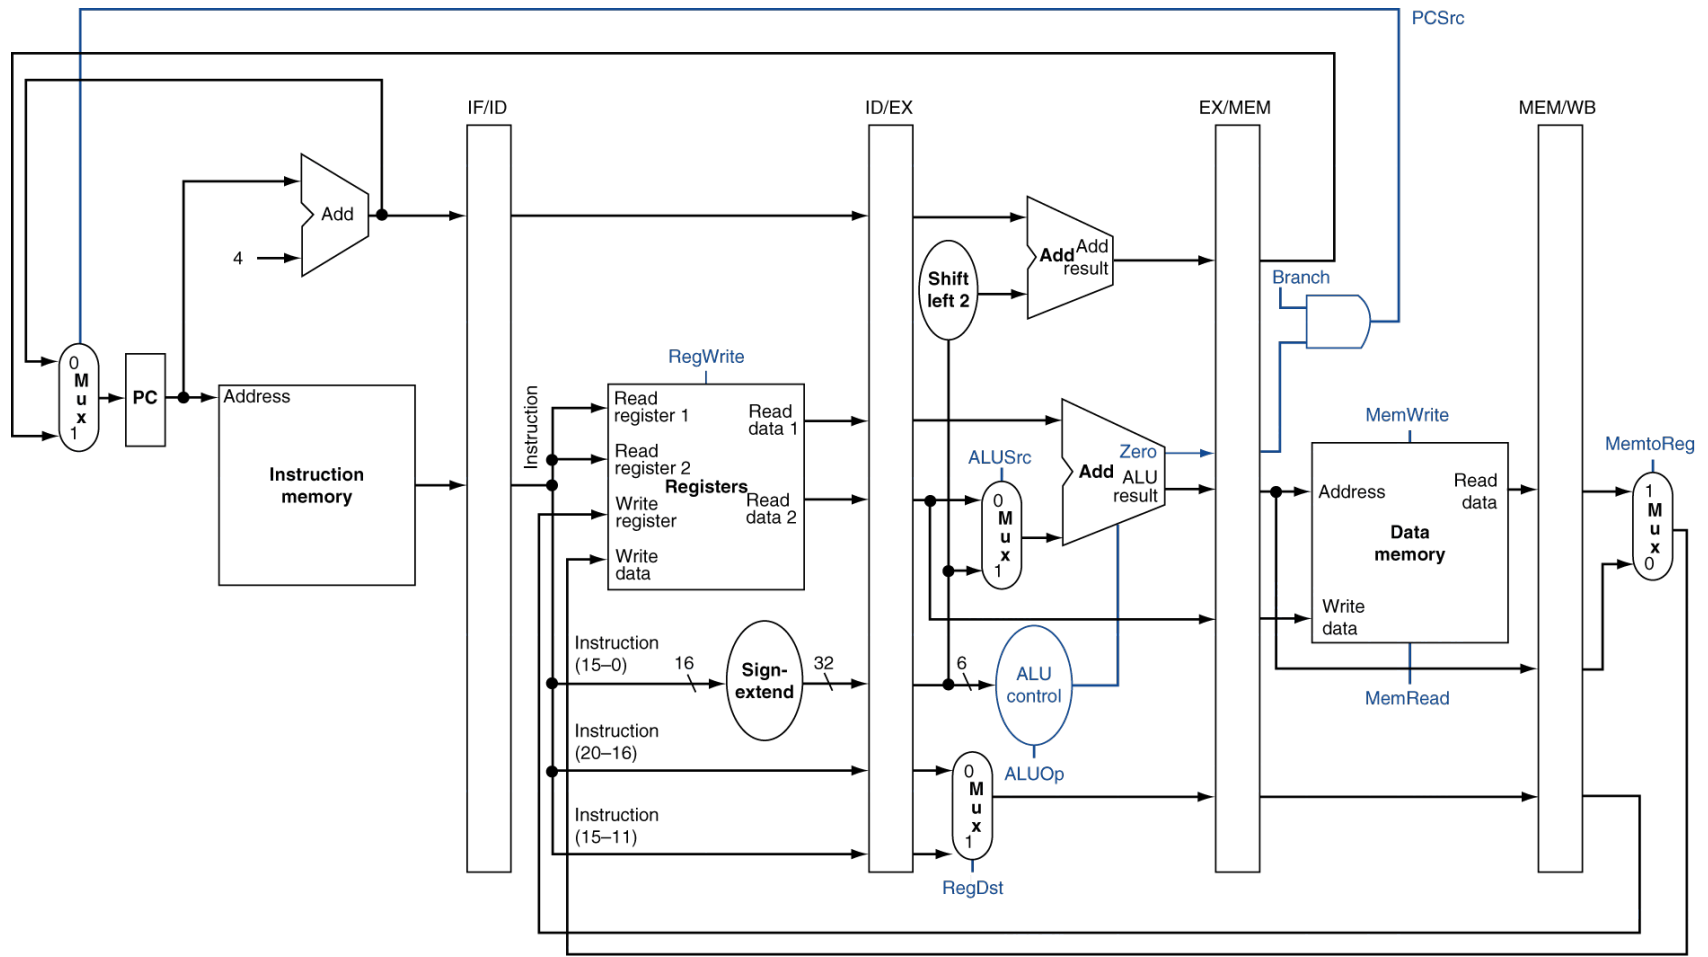 PCSrc
IF/ID
ID/EX
EX/MEM
MEM/WB
Add
4
0
M
u
x
1
PC
Address
Instruction
memory
Instruction
RegWrite
Read
register 1
Read
register 2
Write
register
Write
data
Registers
Read
data 1
Read
data 2
Instruction
(15–0)
16
Sign-
extend
32
Instruction
(20–16)
Instruction
(15–11)
Shift
left 2
Add
Add
result
ALUSrc
0
M
u
x
1
Add
Zero
ALU
result
6
ALU
control
ALUOp
0
M
u
x
1
RegDst
Branch
MemWrite
Address
Read
data
Data
memory
Write
data
MemRead
MemtoReg
1
M
u
x
0